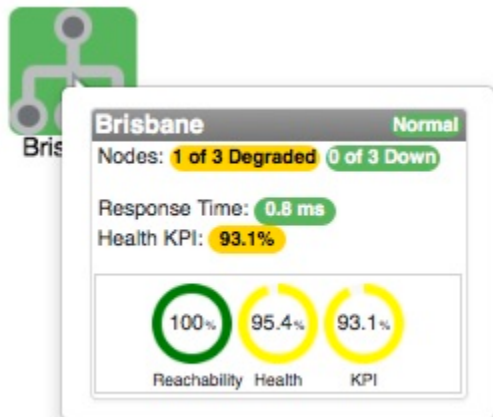 Bris
Brisbane Normal
Nodes: 1 of 3 Degraded 0 of 3 Down
Response Time: 0.8 ms
Health KPI: 93.1%
100% 95.4% 93.1%
Reachability Health KPI